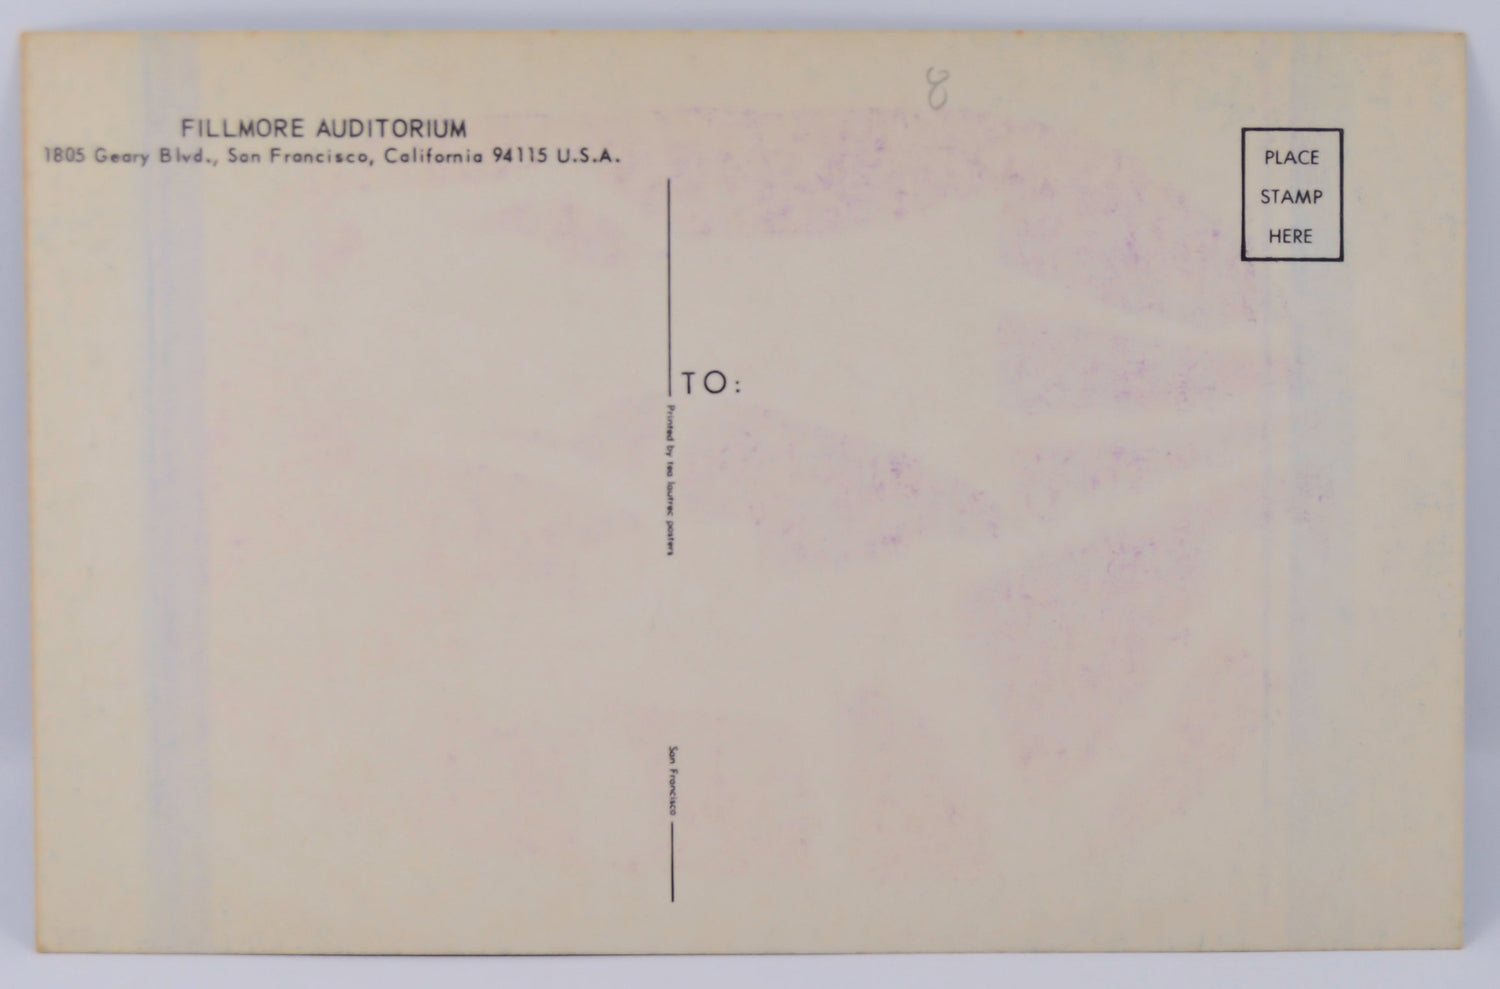 8
FILLMORE AUDITORIUM
1805 Geary Blvd., San Francisco, California 94115 U.S.A.
PLACE
STAMP
HERE
TO:
Printed by tea lautrec posters
San Francisco